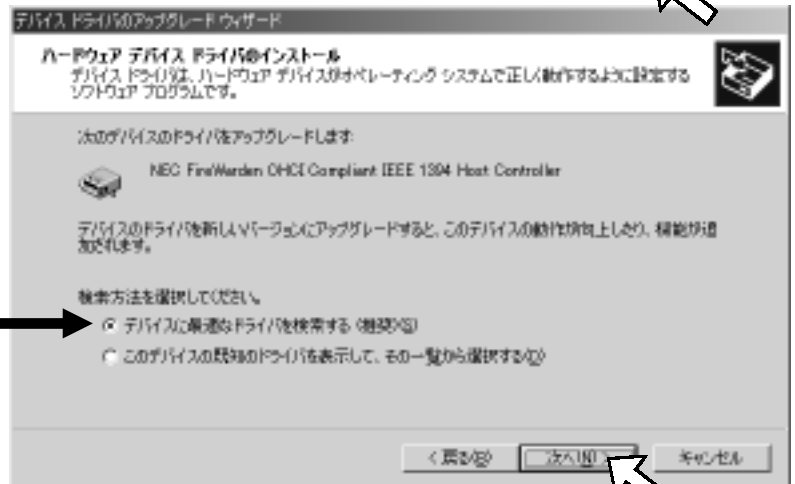 デバイス ドライバのアップグレード ウィザード
ハードウェア デバイス ドライバのインストール
デバイス ドライバは、ハードウェア デバイスがオペレーティング システムで正しく動作するように設定する
ソフトウェア プログラムです。
次のデバイスのドライバをアップグレードします:
NEC FireWarden OHCI Compliant IEEE 1394 Host Controller
デバイスのドライバを新しいバージョンにアップグレードすると、このデバイスの動作が向上したり、機能が追
加されます。
検索方法を選択してください。
デバイスに最適なドライバを検索する (推奨)(S)
このデバイスの既知のドライバを表示して、その一覧から選択する(D)
< 戻る(B)
次へ(N) >
キャンセル